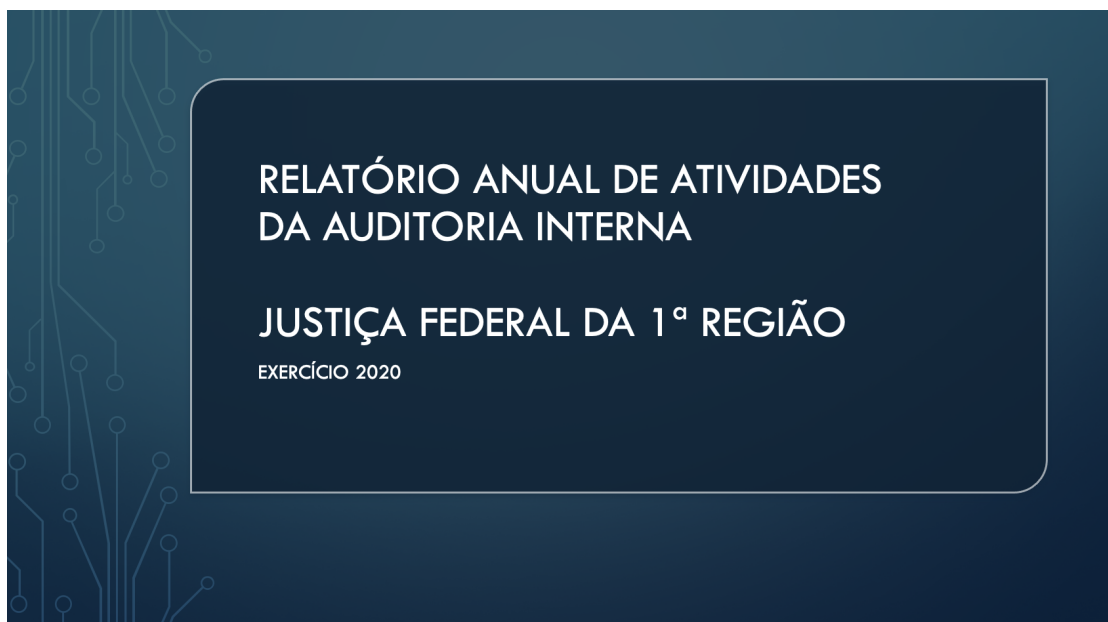 RELATÓRIO ANUAL DE ATIVIDADES
DA AUDITORIA INTERNA
JUSTIÇA FEDERAL DA 1ª REGIÃO
EXERCÍCIO 2020